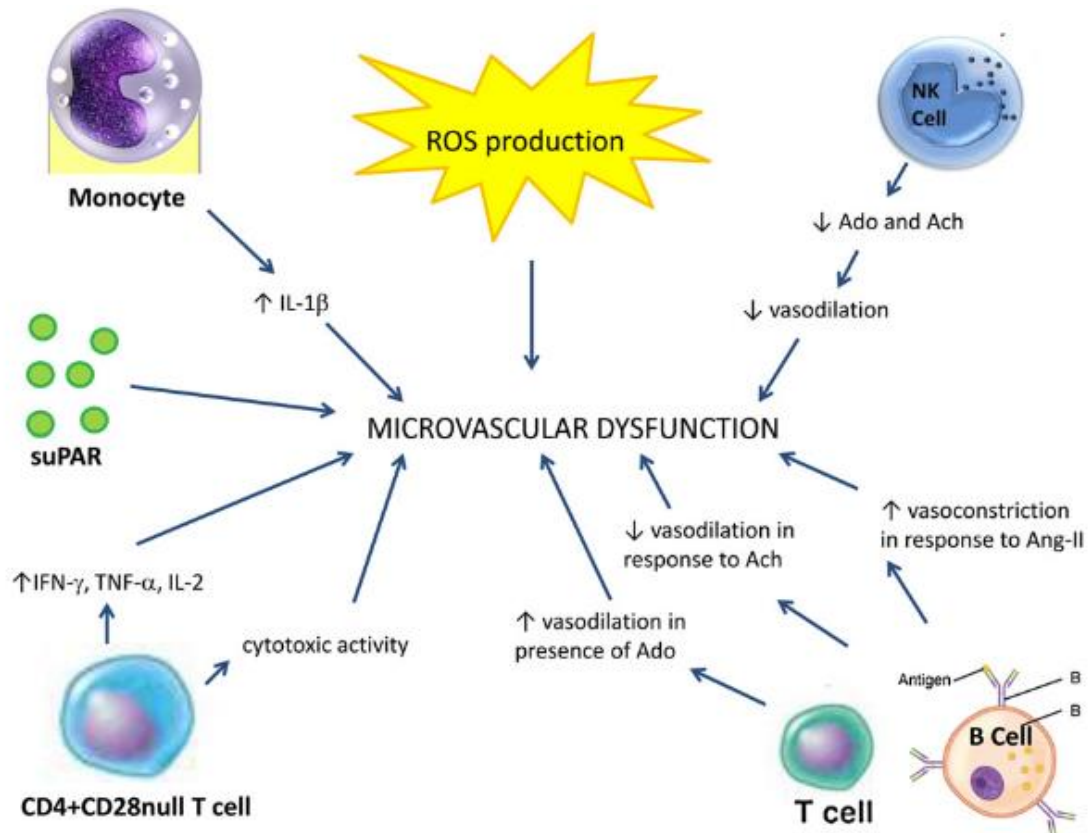 ROS production
NK
Cell
Monocyte
↓ Ado and Ach
↑ IL-1β
↓ vasodilation
MICROVASCULAR DYSFUNCTION
suPAR
↑ vasoconstriction
in response to Ang-II
↓ vasodilation in
response to Ach
↑IFN-γ, TNF-α, IL-2
↑ vasodilation in
presence of Ado
cytotoxic activity
Antigen
B
B
B Cell
CD4+CD28null T cell
T cell